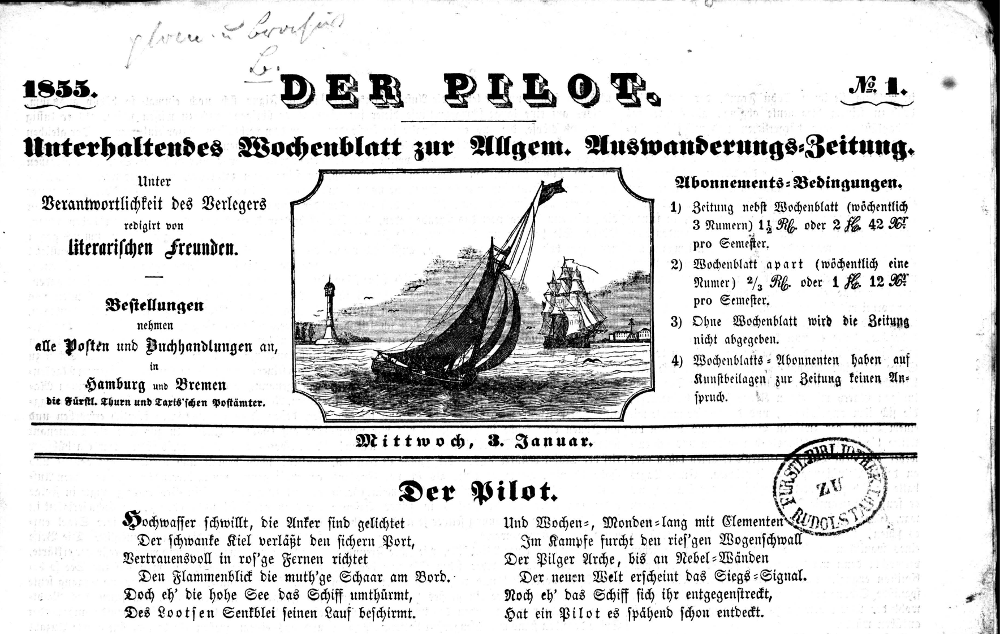 1855.
DER PILOT.
No. 1.
Unterhaltendes Wochenblatt zur Allgem. Auswanderungs-Zeitung.
Unter
Verantwortlichkeit des Verlegers
redigirt von
literarischen Freunden.
Bestellungen
nehmen
alle Posten und Buchhandlungen an,
in
Hamburg und Bremen
die Fürstl. Thurn und Taxis'schen Postämter.
Abonnements-Bedingungen.
1) Zeitung nebst Wochenblatt (wöchentlich
3 Numern) 1½ Rℓ. oder 2 fl. 42 Xr.
pro Semester.
2) Wochenblatt apart (wöchentlich eine
Numer) 2/3 Rℓ. oder 1 fl. 12 Xr.
pro Semester.
3) Ohne Wochenblatt wird die Zeitung
nicht abgegeben.
4) Wochenblatts-Abonnenten haben auf
Kunstbeilagen zur Zeitung keinen An-
spruch.
Mittwoch, 3. Januar.
FÜRSTL. BIBLIOTHEK
ZU
RUDOLSTADT
Der Pilot.
Hochwasser schwillt, die Anker sind gelichtet
Der schwanke Kiel verläßt den sichern Port,
Vertrauensvoll in ros'ge Fernen richtet
Den Flammenblick die muth'ge Schaar am Bord.
Doch eh' die hohe See das Schiff umthürmt,
Des Lootsen Senkblei seinen Lauf beschirmt.
Und Wochen-, Monden-lang mit Elementen
Im Kampfe furcht den ries'gen Wogenschwall
Der Pilger Arche, bis an Nebel-Wänden
Der neuen Welt erscheint das Siegs-Signal.
Noch eh' das Schiff sich ihr entgegenstreckt,
Hat ein Pilot es spähend schon entdeckt.